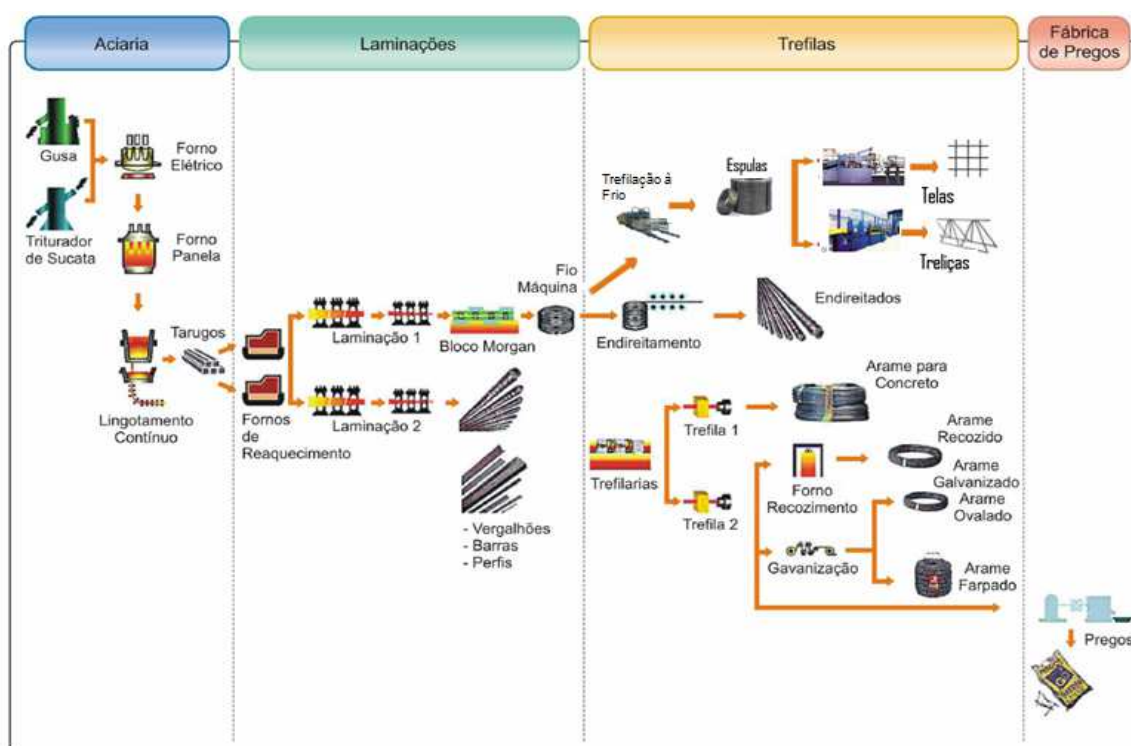 Aciaria
Laminações
Trefilas
Fábrica
de Pregos
Gusa
Triturador
de Sucata
Forno
Elétrico
Forno
Panela
Lingotamento
Contínuo
Tarugos
Fornos
de
Reaquecimento
Laminação 1
Bloco Morgan
Fio
Máquina
Laminação 2
- Vergalhões
- Barras
- Perfis
Trefilação à
Frio
Espulas
Telas
Treliças
Endireitamento
Endireitados
Trefilarias
Trefila 1
Arame para
Concreto
Trefila 2
Forno
Recozimento
Arame
Recozido
Gavanização
Arame
Galvanizado
Arame
Ovalado
Arame
Farpado
Pregos